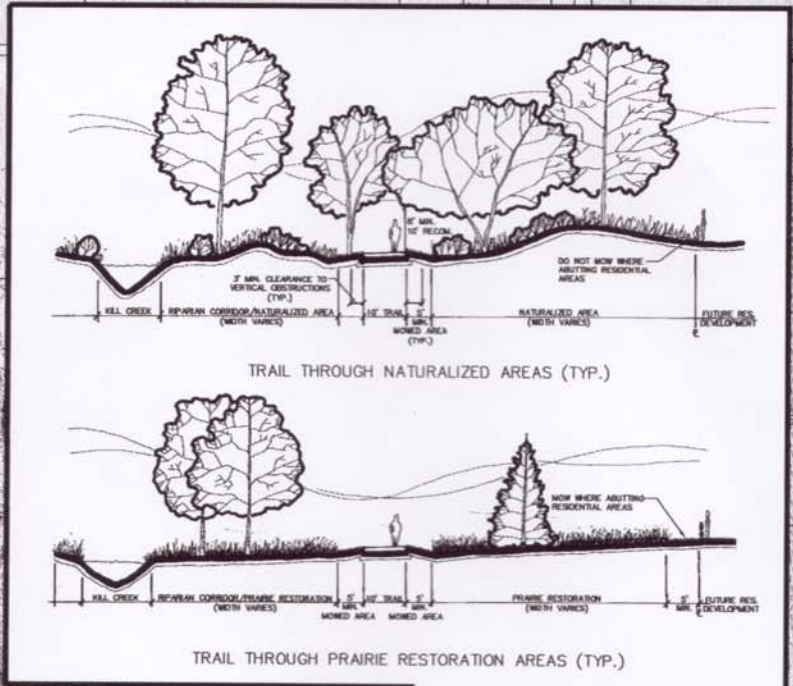 8' MIN.
10' RECOM.
3' MIN. CLEARANCE TO
VERTICAL OBSTRUCTIONS
(TYP.)
DO NOT MOW WHERE
ABUTTING RESIDENTIAL
AREAS
KILL CREEK
RIPARIAN CORRIDOR/NATURALIZED AREA
(WIDTH VARIES)
10' TRAIL
5'
MIN.
MOWED AREA
(TYP.)
NATURALIZED AREA
(WIDTH VARIES)
FUTURE RES.
DEVELOPMENT
TRAIL THROUGH NATURALIZED AREAS (TYP.)
MOW WHERE ABUTTING
RESIDENTIAL AREAS
KILL CREEK
RIPARIAN CORRIDOR/PRAIRIE RESTORATION
(WIDTH VARIES)
5'
MIN.
MOWED AREA
10' TRAIL
5'
MIN.
MOWED AREA
PRAIRIE RESTORATION
(WIDTH VARIES)
5'
MIN.
FUTURE RES.
DEVELOPMENT
TRAIL THROUGH PRAIRIE RESTORATION AREAS (TYP.)